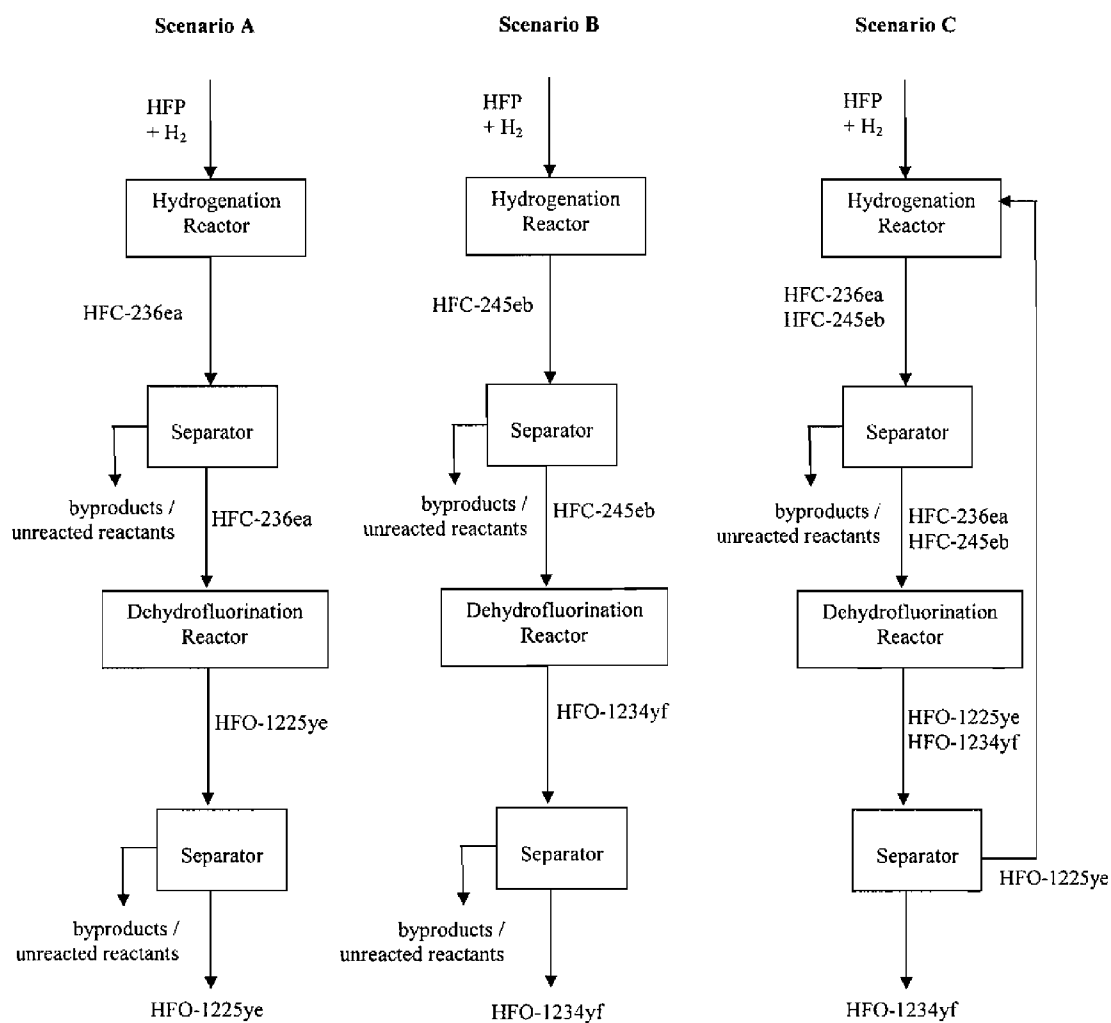 Scenario A
HFP
+ H2
Hydrogenation
Reactor
HFC-236ea
Separator
byproducts /
unreacted reactants
HFC-236ea
Dehydrofluorination
Reactor
HFO-1225ye
Separator
byproducts /
unreacted reactants
HFO-1225ye
Scenario B
HFP
+ H2
Hydrogenation
Reactor
HFC-245eb
Separator
byproducts /
unreacted reactants
HFC-245eb
Dehydrofluorination
Reactor
HFO-1234yf
Separator
byproducts /
unreacted reactants
HFO-1234yf
Scenario C
HFP
+ H2
Hydrogenation
Reactor
HFC-236ea
HFC-245eb
Separator
byproducts /
unreacted reactants
HFC-236ea
HFC-245eb
Dehydrofluorination
Reactor
HFO-1225ye
HFO-1234yf
Separator
HFO-1225ye
HFO-1234yf